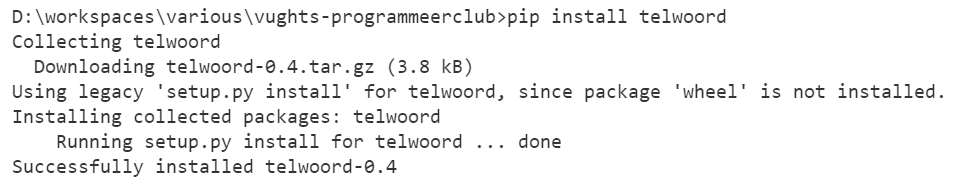 D:\workspaces\various\vughts-programmeerclub>pip install telwoord
Collecting telwoord
  Downloading telwoord-0.4.tar.gz (3.8 kB)
Using legacy 'setup.py install' for telwoord, since package 'wheel' is not installed.
Installing collected packages: telwoord
    Running setup.py install for telwoord ... done
Successfully installed telwoord-0.4